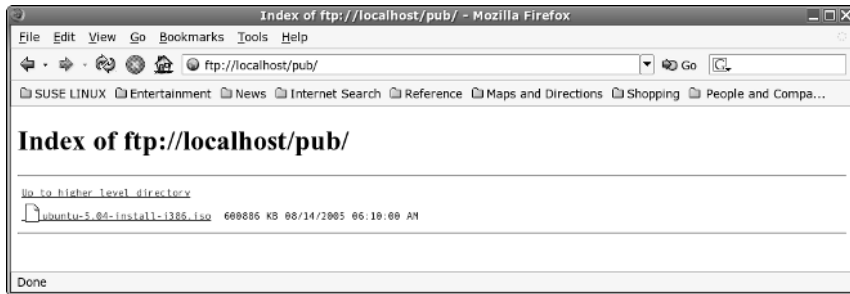 Index of ftp://localhost/pub/ - Mozilla Firefox
File Edit View Go Bookmarks Tools Help
ftp://localhost/pub/ Go G
SUSE LINUX Entertainment News Internet Search Reference Maps and Directions Shopping People and Compa...
Index of ftp://localhost/pub/
Up to higher level directory
ubuntu-5.04-install-i386.iso 600886 KB 08/14/2005 06:10:00 AM
Done